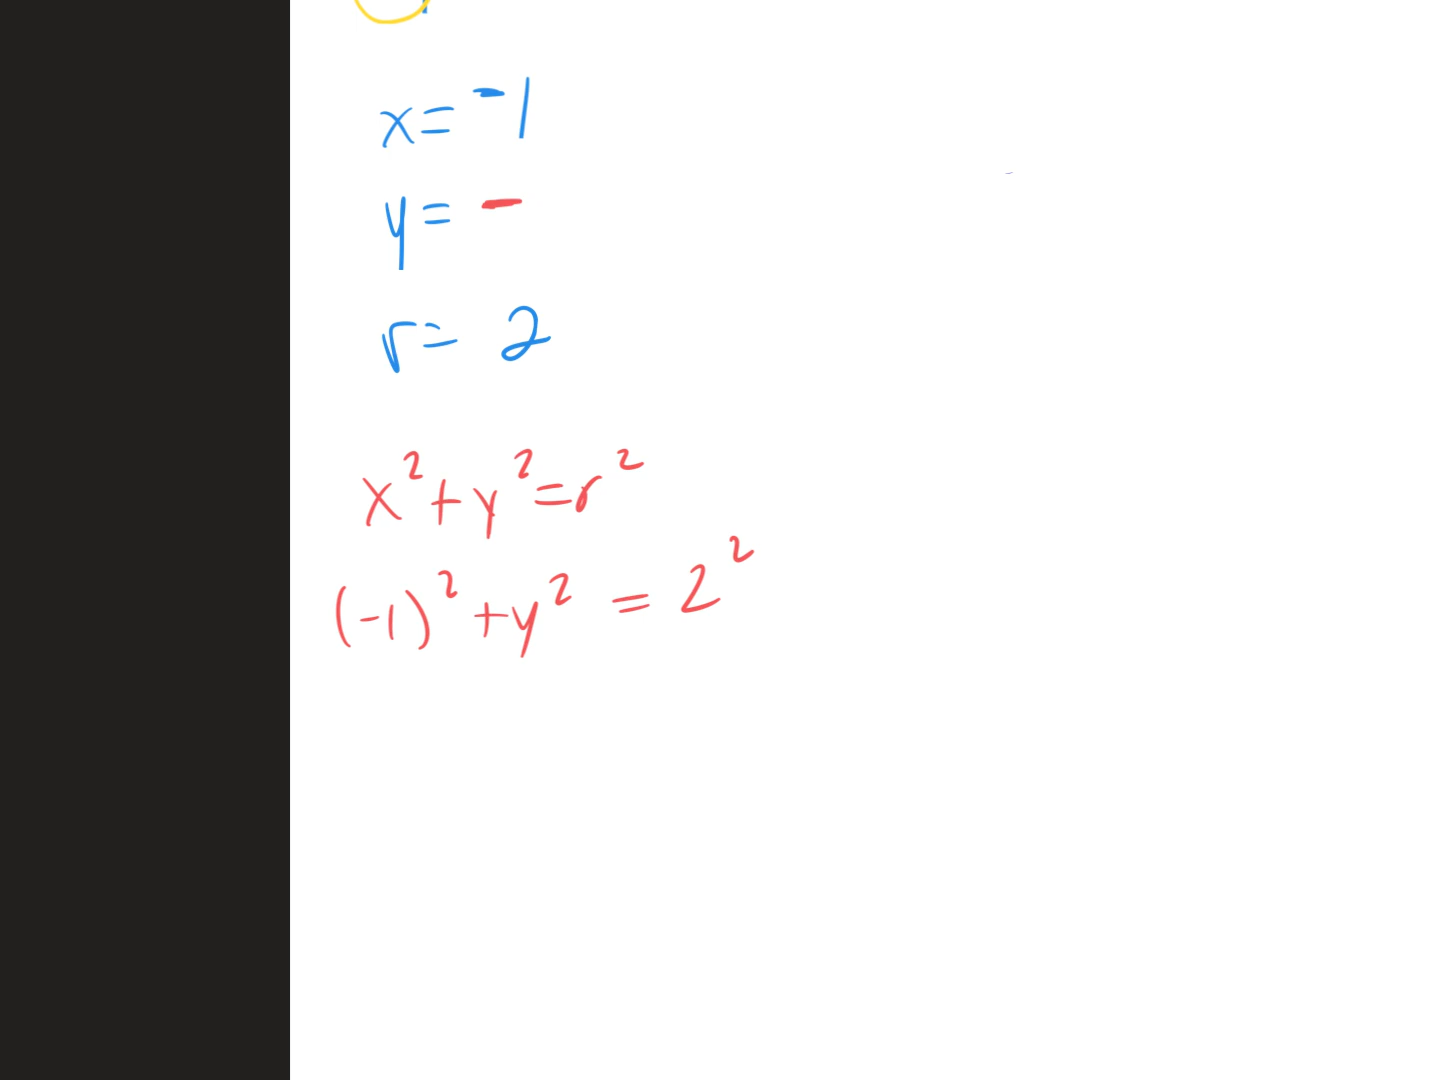 x= -1
y= -
r= 2
x²+y²=r²
(-1)²+y² = 2²